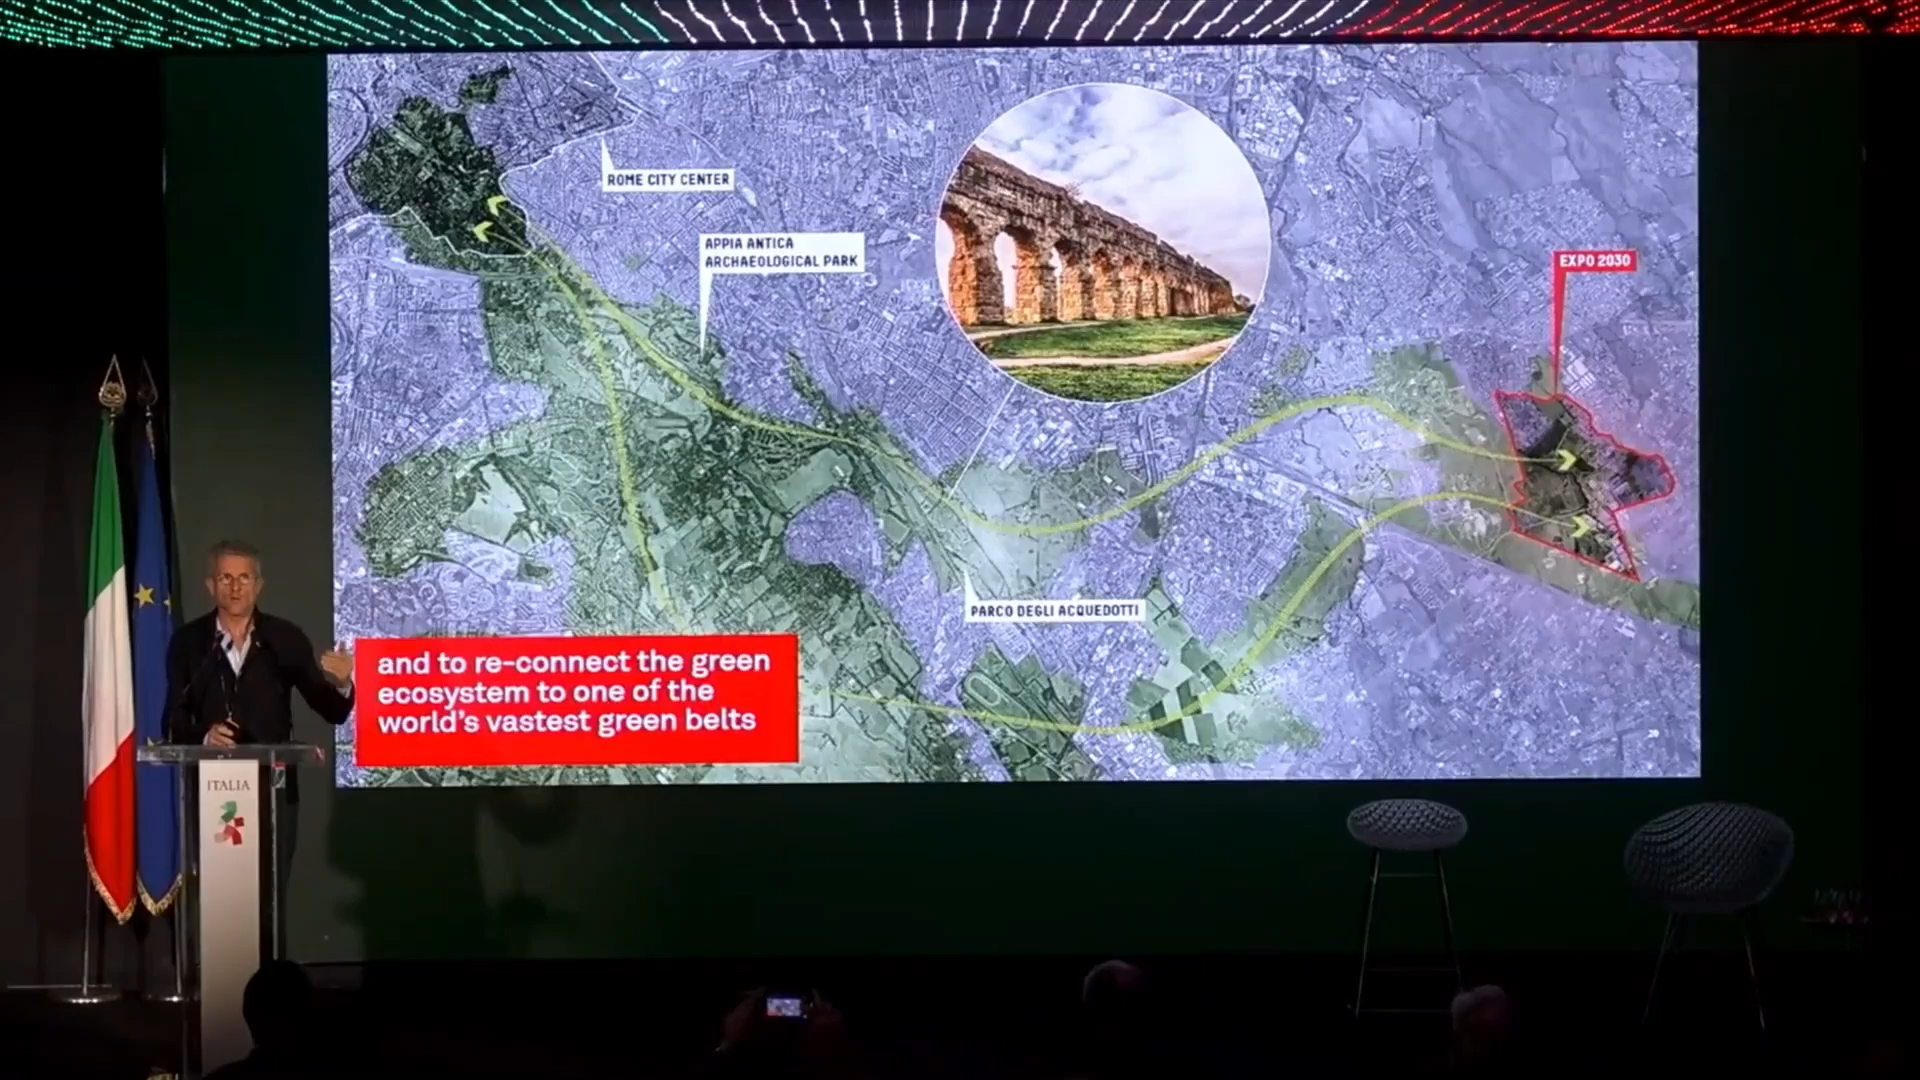 ROME CITY CENTER
APPIA ANTICA
ARCHAEOLOGICAL PARK
EXPO 2030
PARCO DEGLI ACQUEDOTTI
and to re-connect the green
ecosystem to one of the
world's vastest green belts
ITALIA